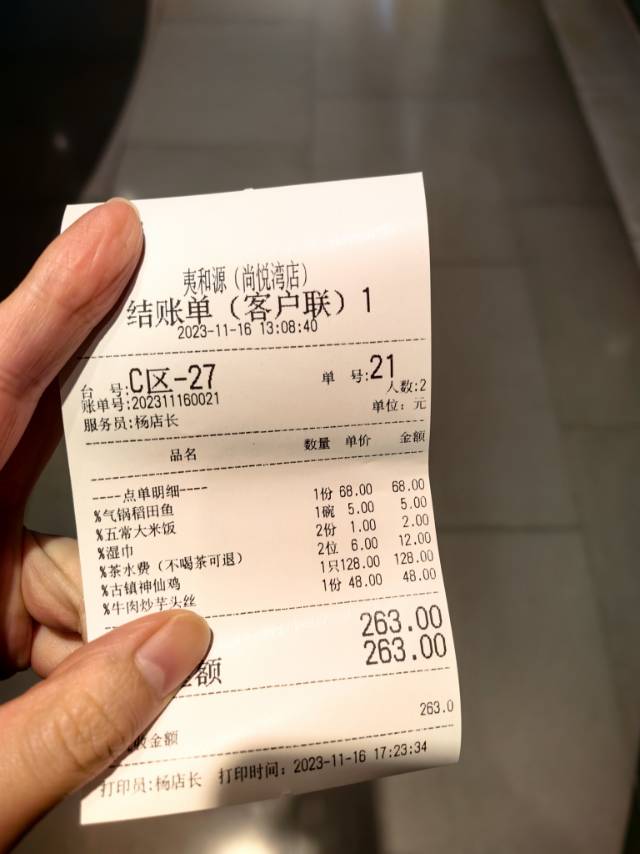 夷和源（尚悦湾店）
结账单（客户联）1
2023-11-16 13:08:40
台 号:C区-27 单 号:21
账单号:202311160021 人数:2
服务员:杨店长 单位: 元
品名 数量 单价 金额
----点单明细----
%气锅稻田鱼 1份 68.00 68.00
%五常大米饭 1碗 5.00 5.00
%湿巾 2份 1.00 2.00
%茶水费（不喝茶可退） 2位 6.00 12.00
%古镇神仙鸡 1只128.00 128.00
%牛肉炒芋头丝 1份 48.00 48.00
263.00
额 263.00
金额 263.0
打印员:杨店长 打印时间: 2023-11-16 17:23:34